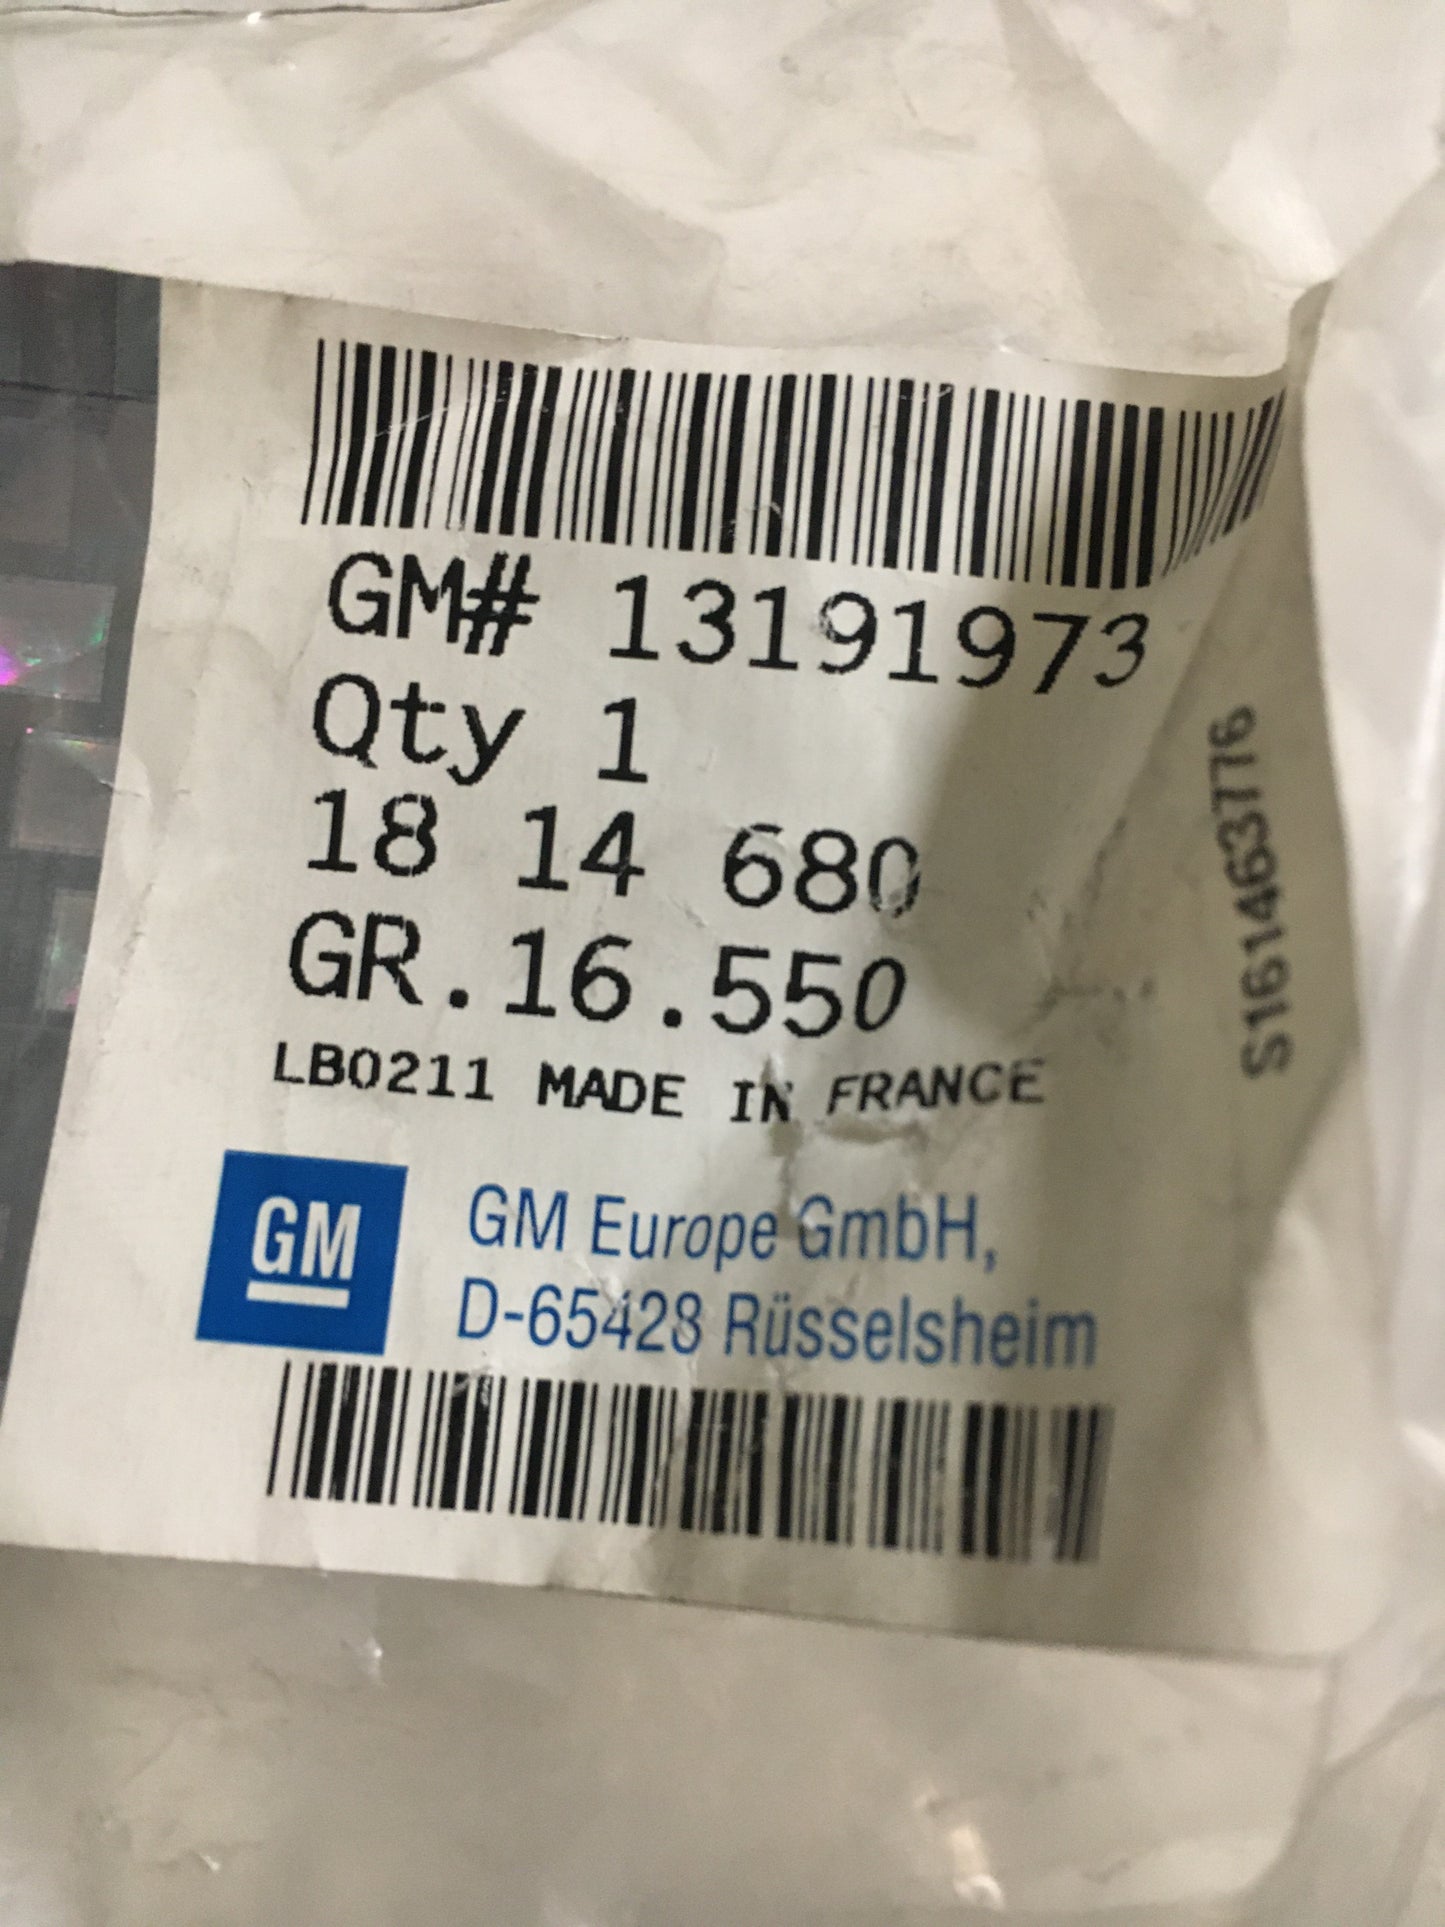 GM# 13191973
Qty 1
18 14 680
GR.16.550
LB0211 MADE IN FRANCE
S161463776
GM
GM Europe GmbH,
D-65428 Rüsselsheim